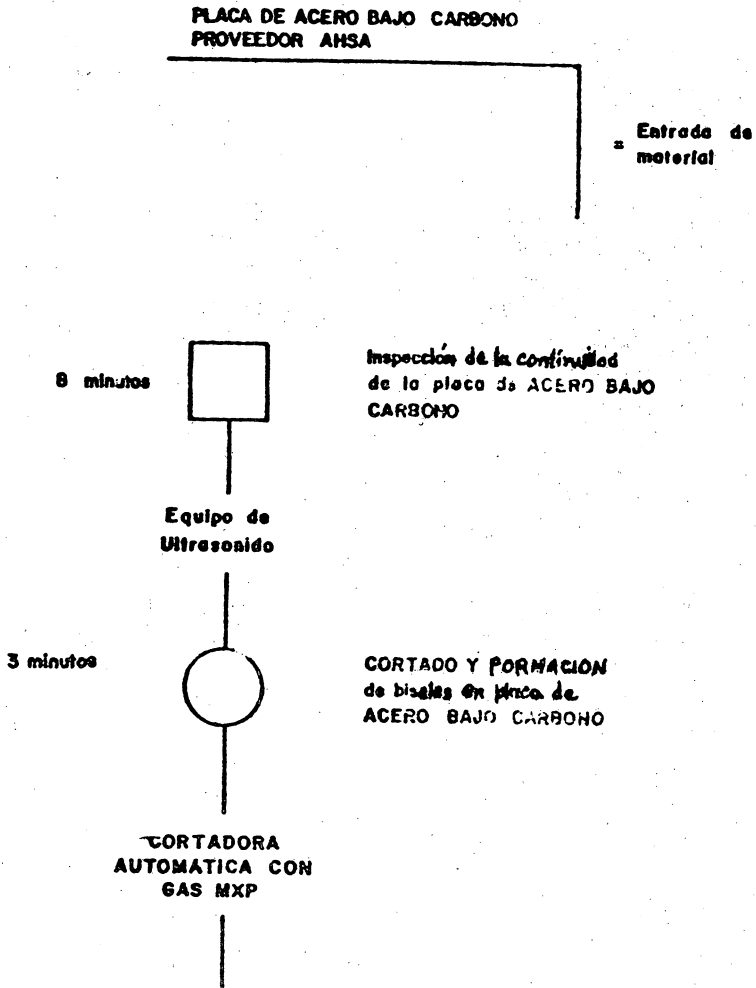 PLACA DE ACERO BAJO CARBONO
PROVEEDOR AHSA
= Entrada de
material
8 minutos
Inspección de la continuidad
de la placa de ACERO BAJO
CARBONO
Equipo de
Ultrasonido
3 minutos
CORTADO Y FORMACION
de biseles en placa de
ACERO BAJO CARBONO
CORTADORA
AUTOMATICA CON
GAS MXP